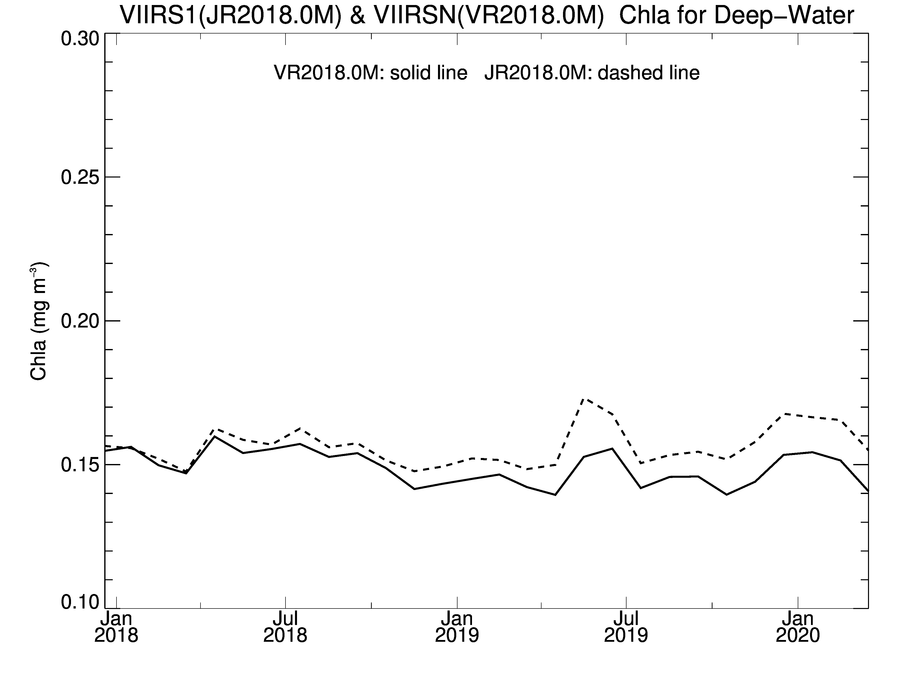 VIIRS1(JR2018.0M) & VIIRSN(VR2018.0M)  Chla for Deep−Water
VR2018.0M: solid line   JR2018.0M: dashed line
0.30
0.25
0.20
0.15
0.10
Chla (mg m⁻³)
Jan Jul Jan Jul Jan
2018 2018 2019 2019 2020